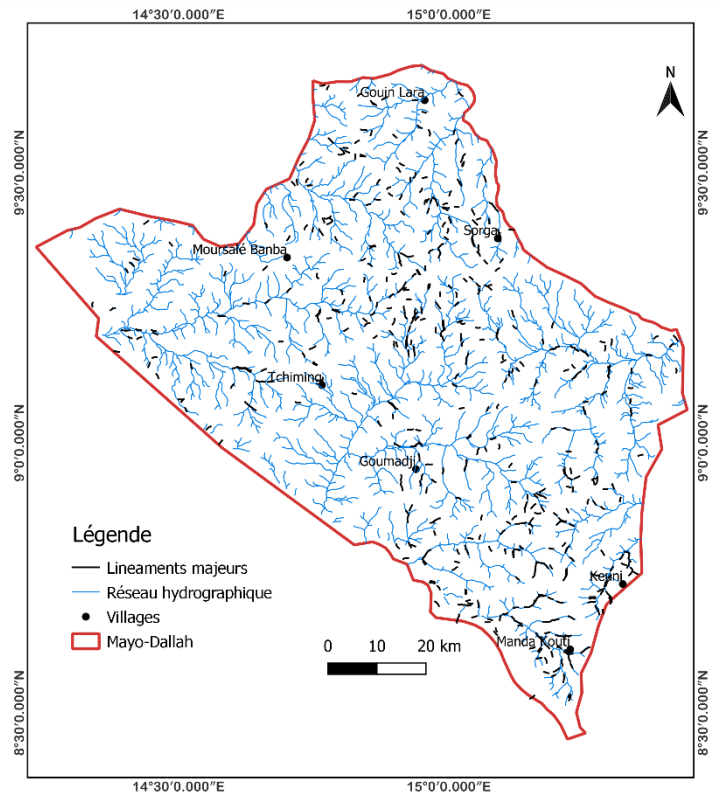 14°30′0.000″E 15°0′0.000″E
N
9°30′0.000″N
9°30′0.000″N
Gouin Lara
Sorga
Moursale Banba
Tchiming
9°0′0.000″N
9°0′0.000″N
Goumadji
Légende
Lineaments majeurs
Réseau hydrographique
Villages
Mayo-Dallah
Keuni
0 10 20 km
Manda Kouti
8°30′0.000″N
8°30′0.000″N
14°30′0.000″E 15°0′0.000″E